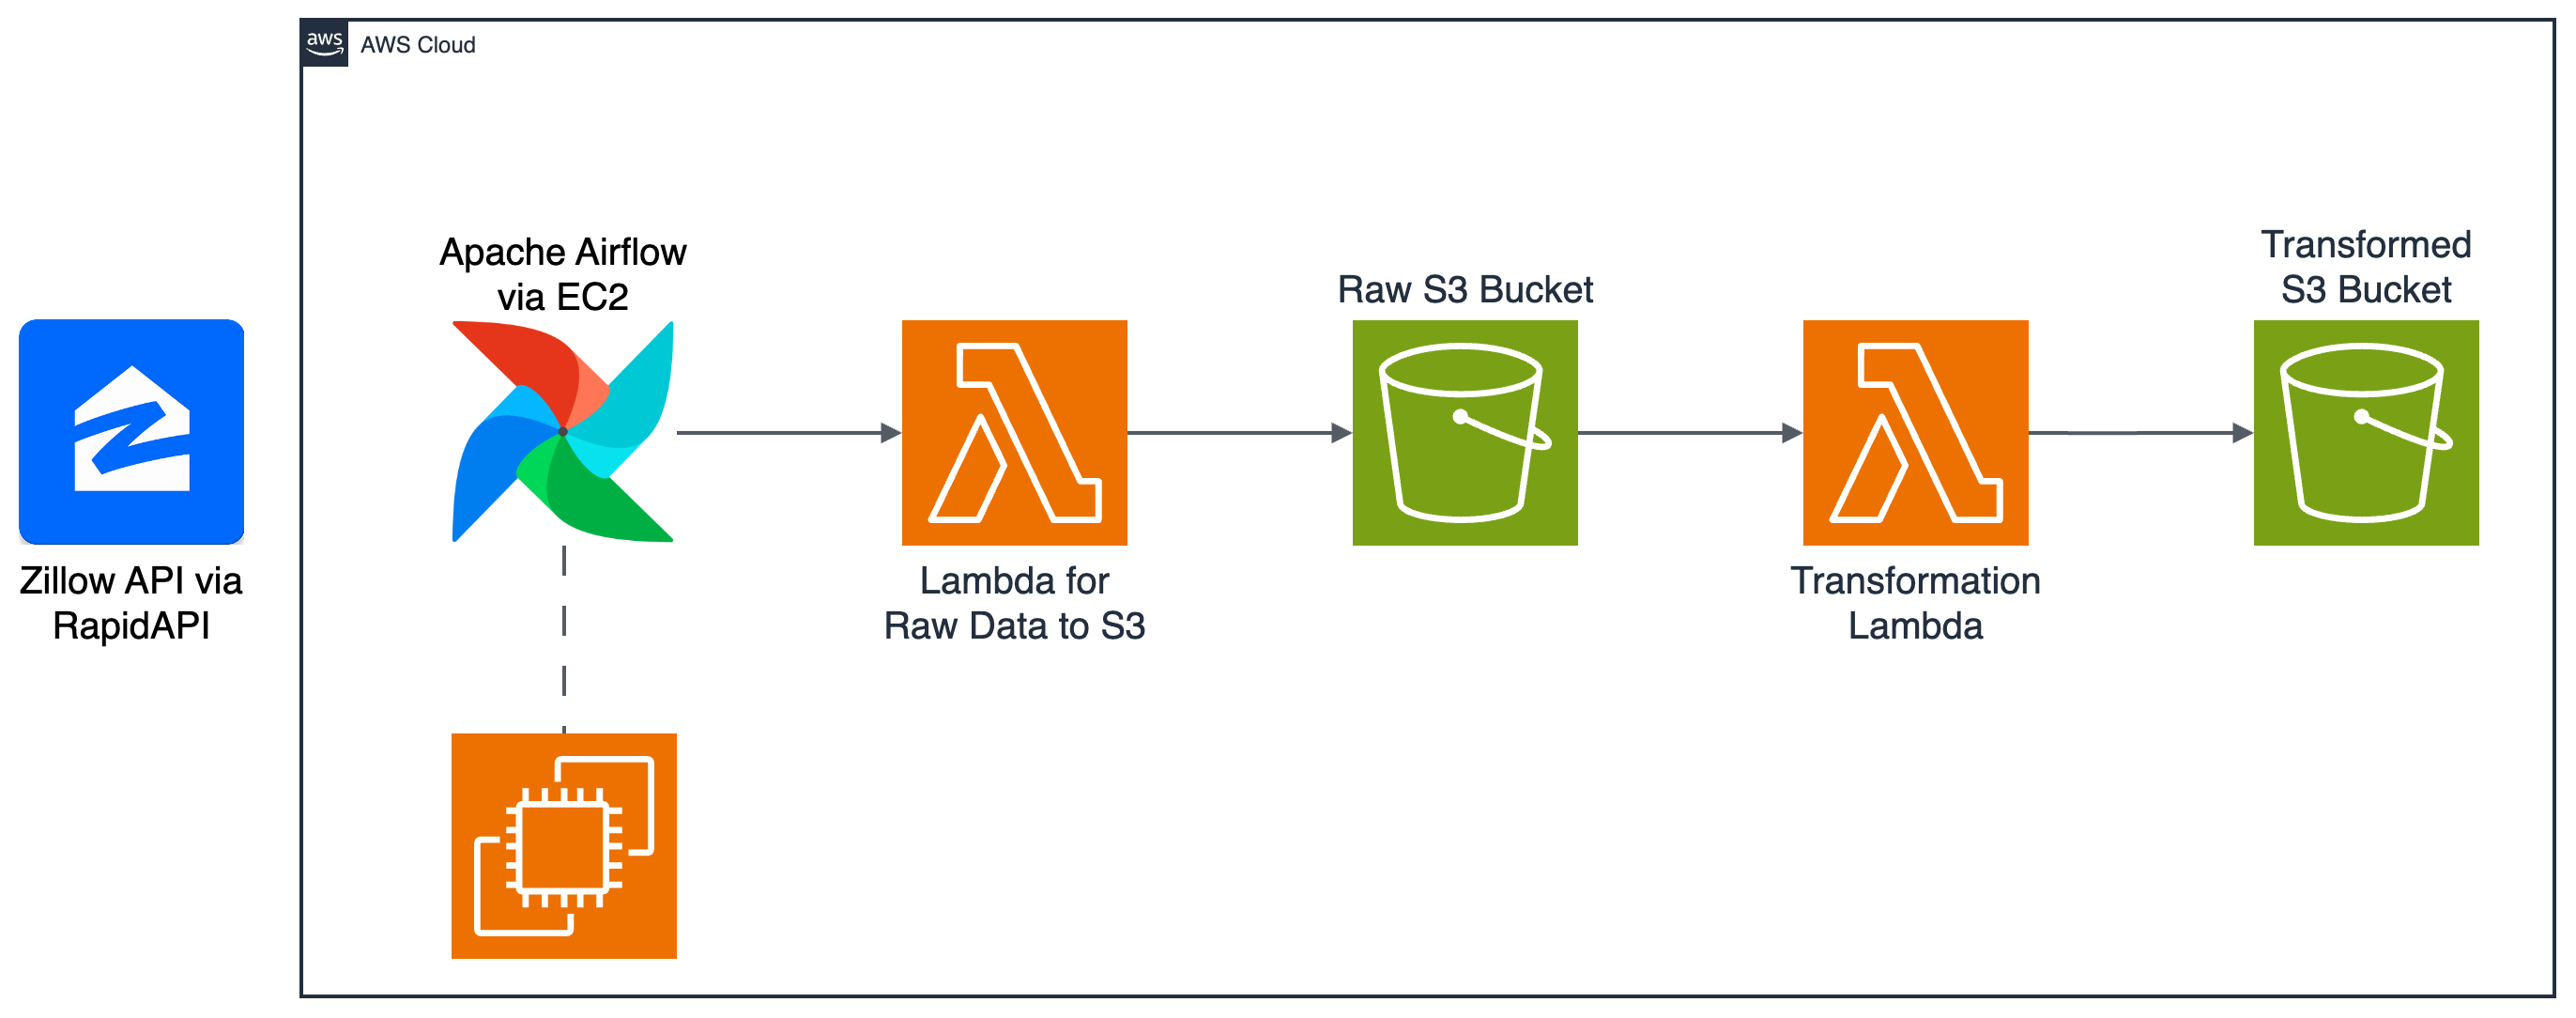 aws
AWS Cloud
Apache Airflow
via EC2
Raw S3 Bucket
Transformed
S3 Bucket
Zillow API via
RapidAPI
Lambda for
Raw Data to S3
Transformation
Lambda